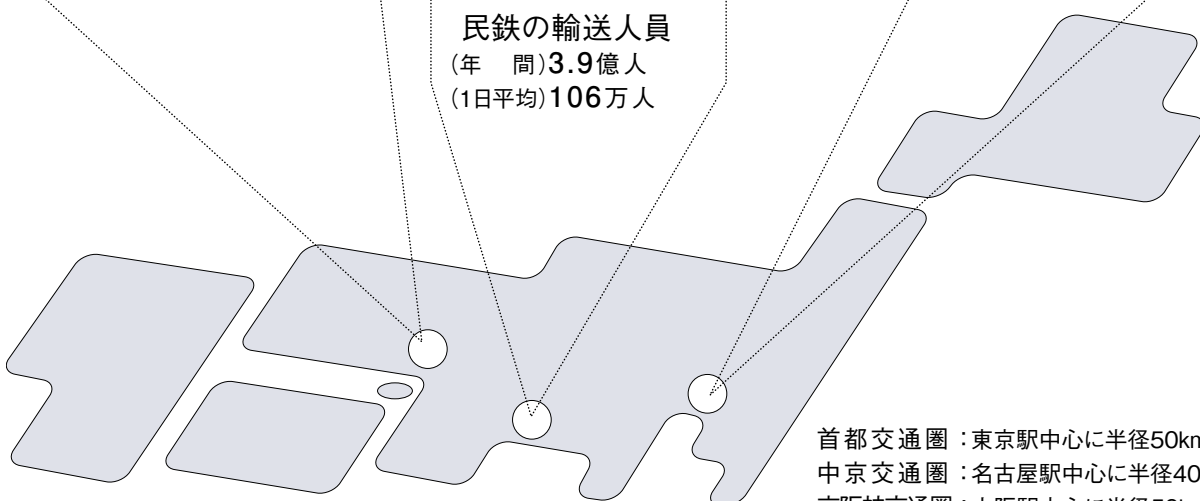 民鉄の輸送人員
(年　間)3.9億人
(1日平均)106万人
首都交通圏：東京駅中心に半径50km
中京交通圏：名古屋駅中心に半径40